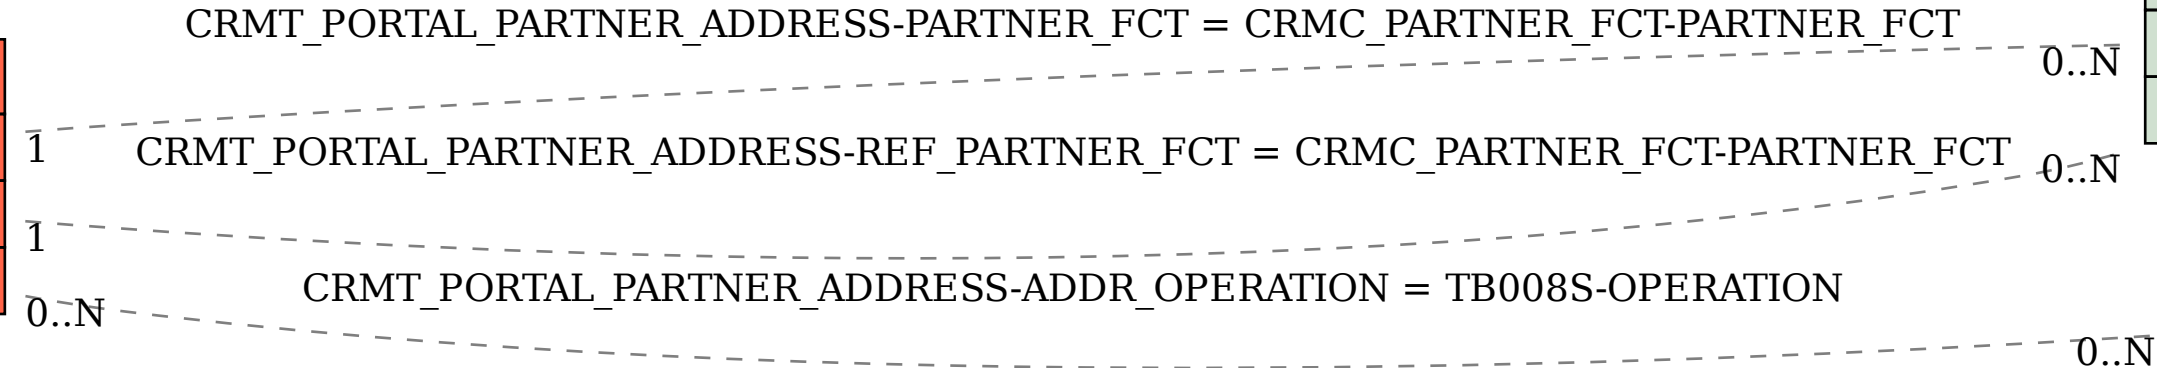 CRMT_PORTAL_PARTNER_ADDRESS-PARTNER_FCT = CRMC_PARTNER_FCT-PARTNER_FCT
0..N
1
CRMT_PORTAL_PARTNER_ADDRESS-REF_PARTNER_FCT = CRMC_PARTNER_FCT-PARTNER_FCT
0..N
1
CRMT_PORTAL_PARTNER_ADDRESS-ADDR_OPERATION = TB008S-OPERATION
0..N
0..N